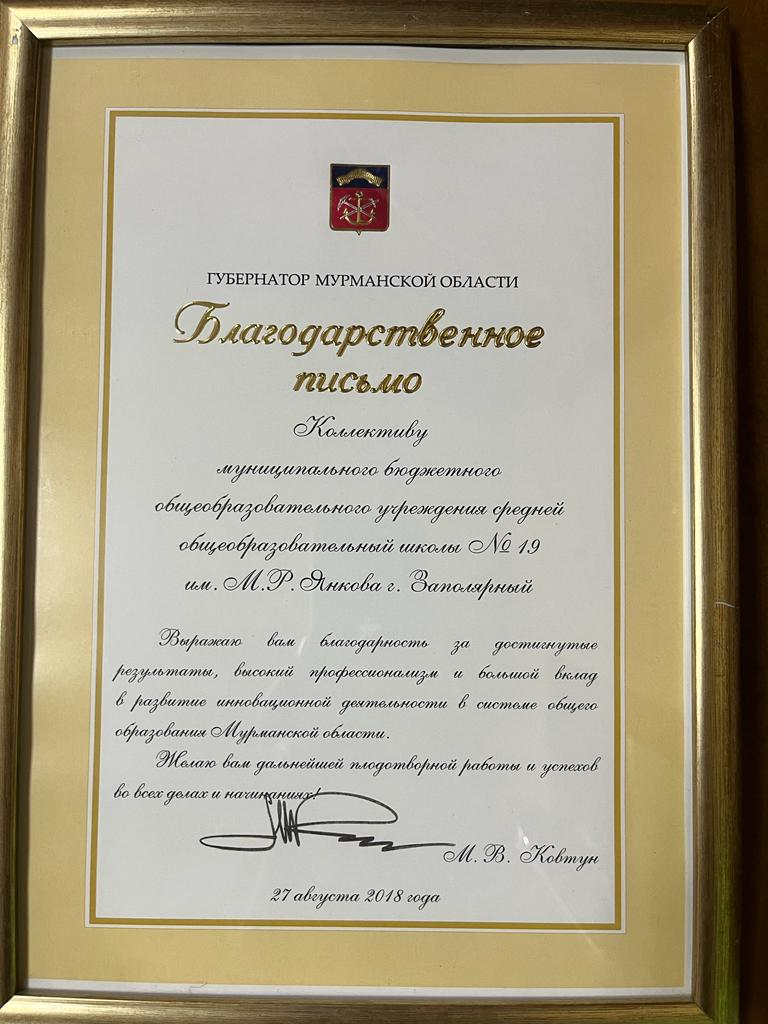 ГУБЕРНАТОР МУРМАНСКОЙ ОБЛАСТИ
Благодарственное
письмо
Коллективу
муниципального бюджетного
общеобразовательного учреждения средней
общеобразовательный школы № 19
им. М.Р. Янкова г. Заполярный
Выражаю вам благодарность за достигнутые
результаты, высокий профессионализм и большой вклад
в развитие инновационной деятельности в системе общего
образования Мурманской области.
Желаю вам дальнейшей плодотворной работы и успехов
во всех делах и начинаниях!
М. В. Ковтун
27 августа 2018 года